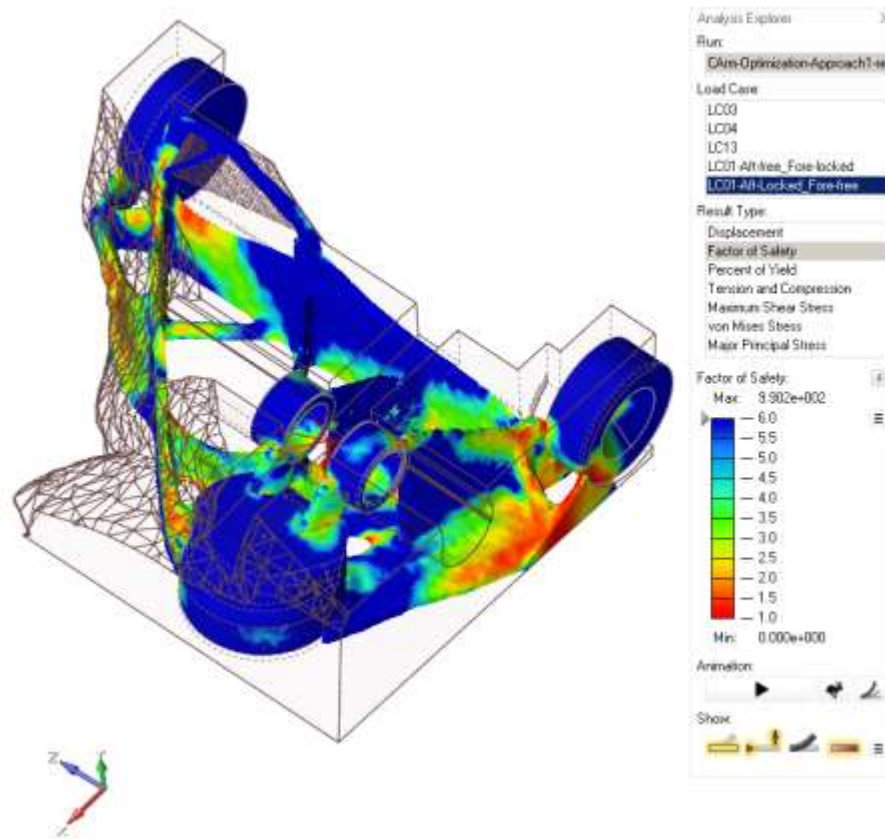 Analysis Explorer
Run:
Load Case:
LC03
LC04
LC13
LC01-Aft-free_Fore-locked
LC01-Aft-Locked_Fore-free
Result Type:
Displacement
Factor of Safety
Percent of Yield
Tension and Compression
Maximum Shear Stress
von Mises Stress
Major Principal Stress
Factor of Safety:
Max: 9.902e+002
6.0
5.5
5.0
4.5
4.0
3.5
3.0
2.5
2.0
1.5
1.0
Min: 0.000e+000
Animation:
Show:
Z
Y
X